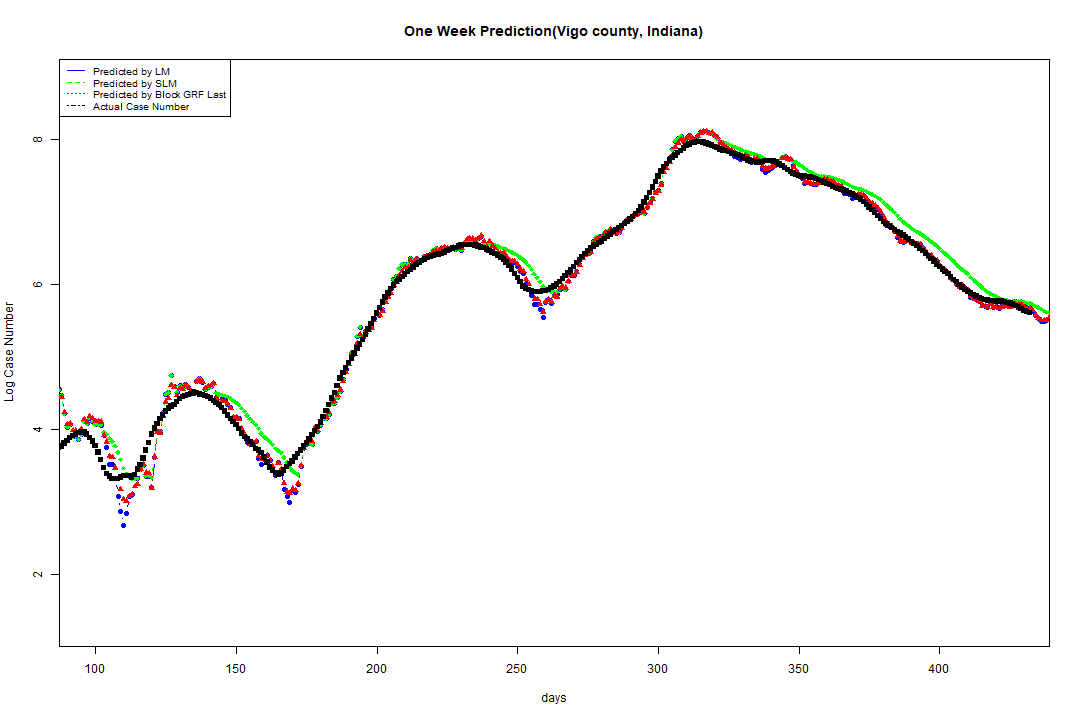 One Week Prediction(Vigo county, Indiana)
Predicted by LM
Predicted by SLM
Predicted by Block GRF Last
Actual Case Number
8
6
4
2
Log Case Number
100 150 200 250 300 350 400
days